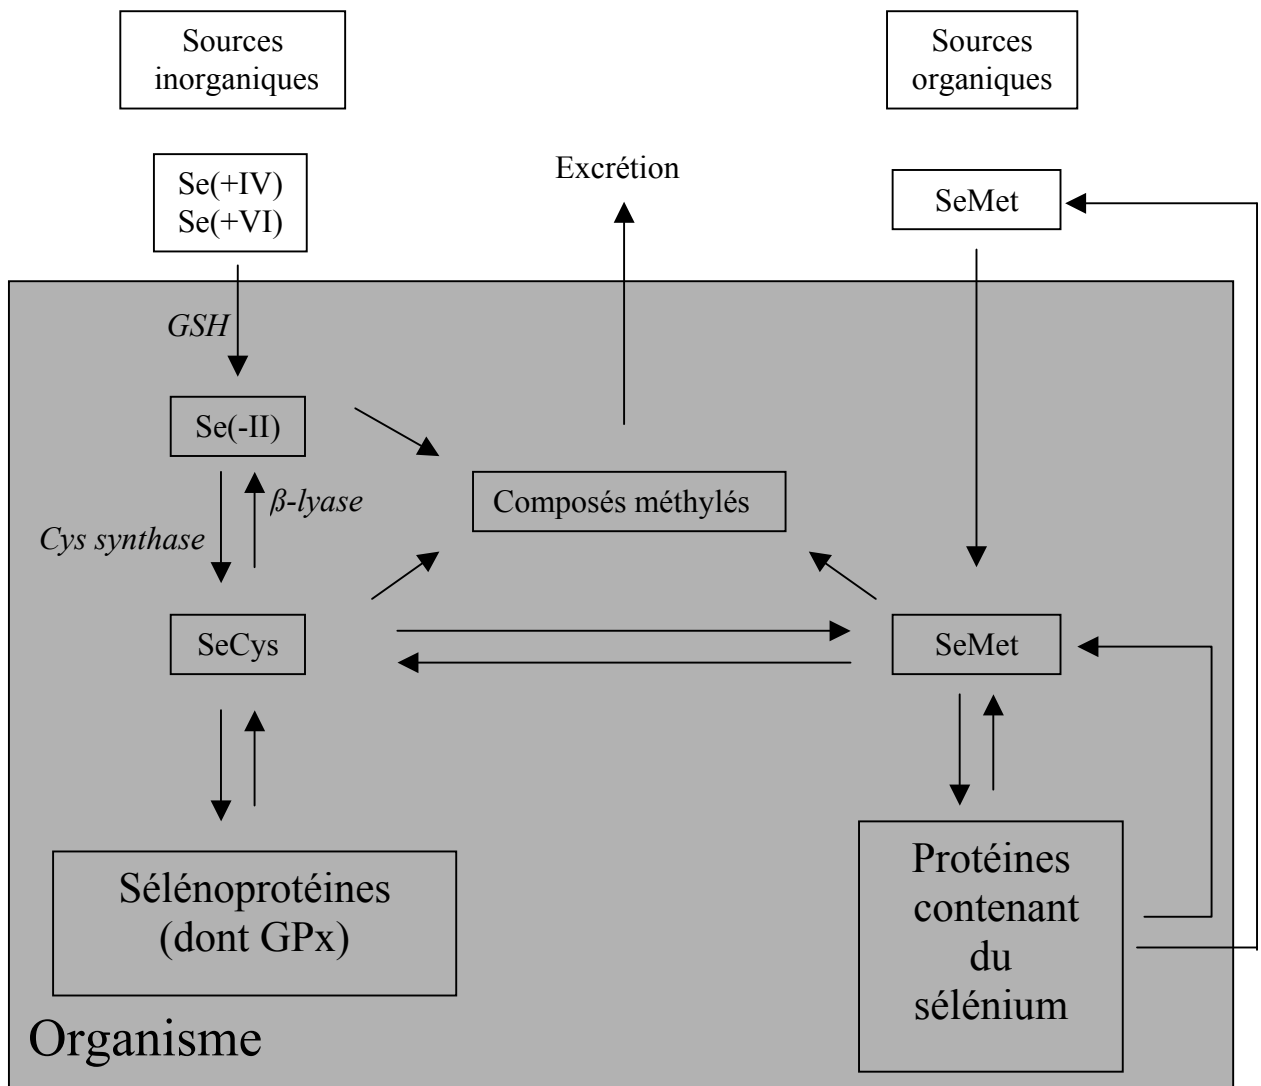 Sources
inorganiques
Sources
organiques
Se(+IV)
Se(+VI)
Excrétion
SeMet
GSH
Se(-II)
Composés méthylés
ß-lyase
Cys synthase
SeCys
SeMet
Sélénoprotéines
(dont GPx)
Protéines
contenant
du
sélénium
Organisme